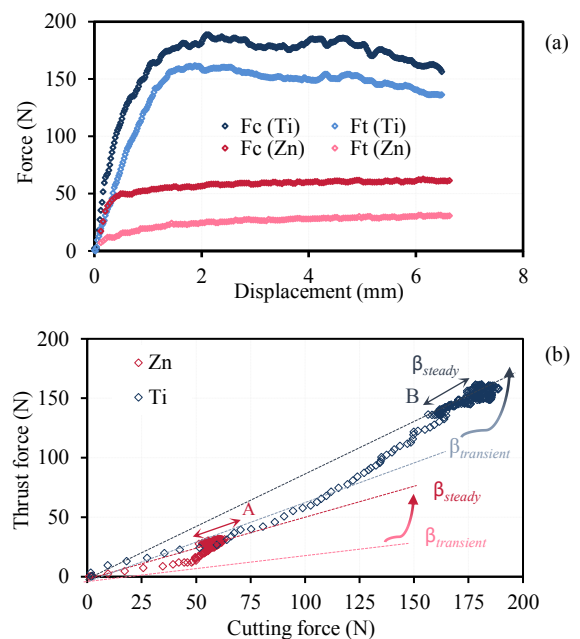 (a)
200
150
100
50
0
Force (N)
Fc (Ti) Ft (Ti)
Fc (Zn) Ft (Zn)
0 2 4 6 8
Displacement (mm)
(b)
200
150
100
50
0
Thrust force (N)
Zn
Ti
βsteady
B
βtransient
βsteady
A
βtransient
0 25 50 75 100 125 150 175 200
Cutting force (N)